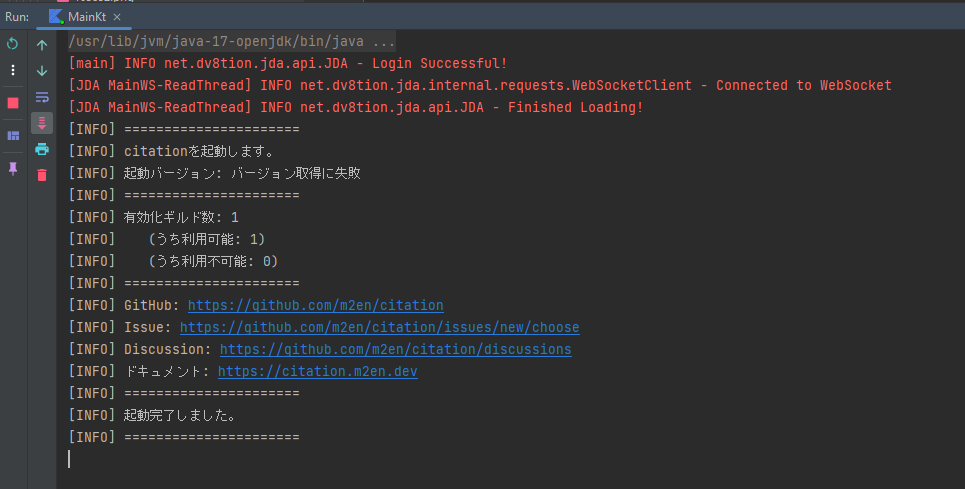 Run: MainKt ×
/usr/lib/jvm/java-17-openjdk/bin/java ...
[main] INFO net.dv8tion.jda.api.JDA - Login Successful!
[JDA MainWS-ReadThread] INFO net.dv8tion.jda.internal.requests.WebSocketClient - Connected to WebSocket
[JDA MainWS-ReadThread] INFO net.dv8tion.jda.api.JDA - Finished Loading!
[INFO] ======================
[INFO] citationを起動します。
[INFO] 起動バージョン: バージョン取得に失敗
[INFO] ======================
[INFO] 有効化ギルド数: 1
[INFO]    (うち利用可能: 1)
[INFO]    (うち利用不可能: 0)
[INFO] ======================
[INFO] GitHub: https://github.com/m2en/citation
[INFO] Issue: https://github.com/m2en/citation/issues/new/choose
[INFO] Discussion: https://github.com/m2en/citation/discussions
[INFO] ドキュメント: https://citation.m2en.dev
[INFO] ======================
[INFO] 起動完了しました。
[INFO] ======================